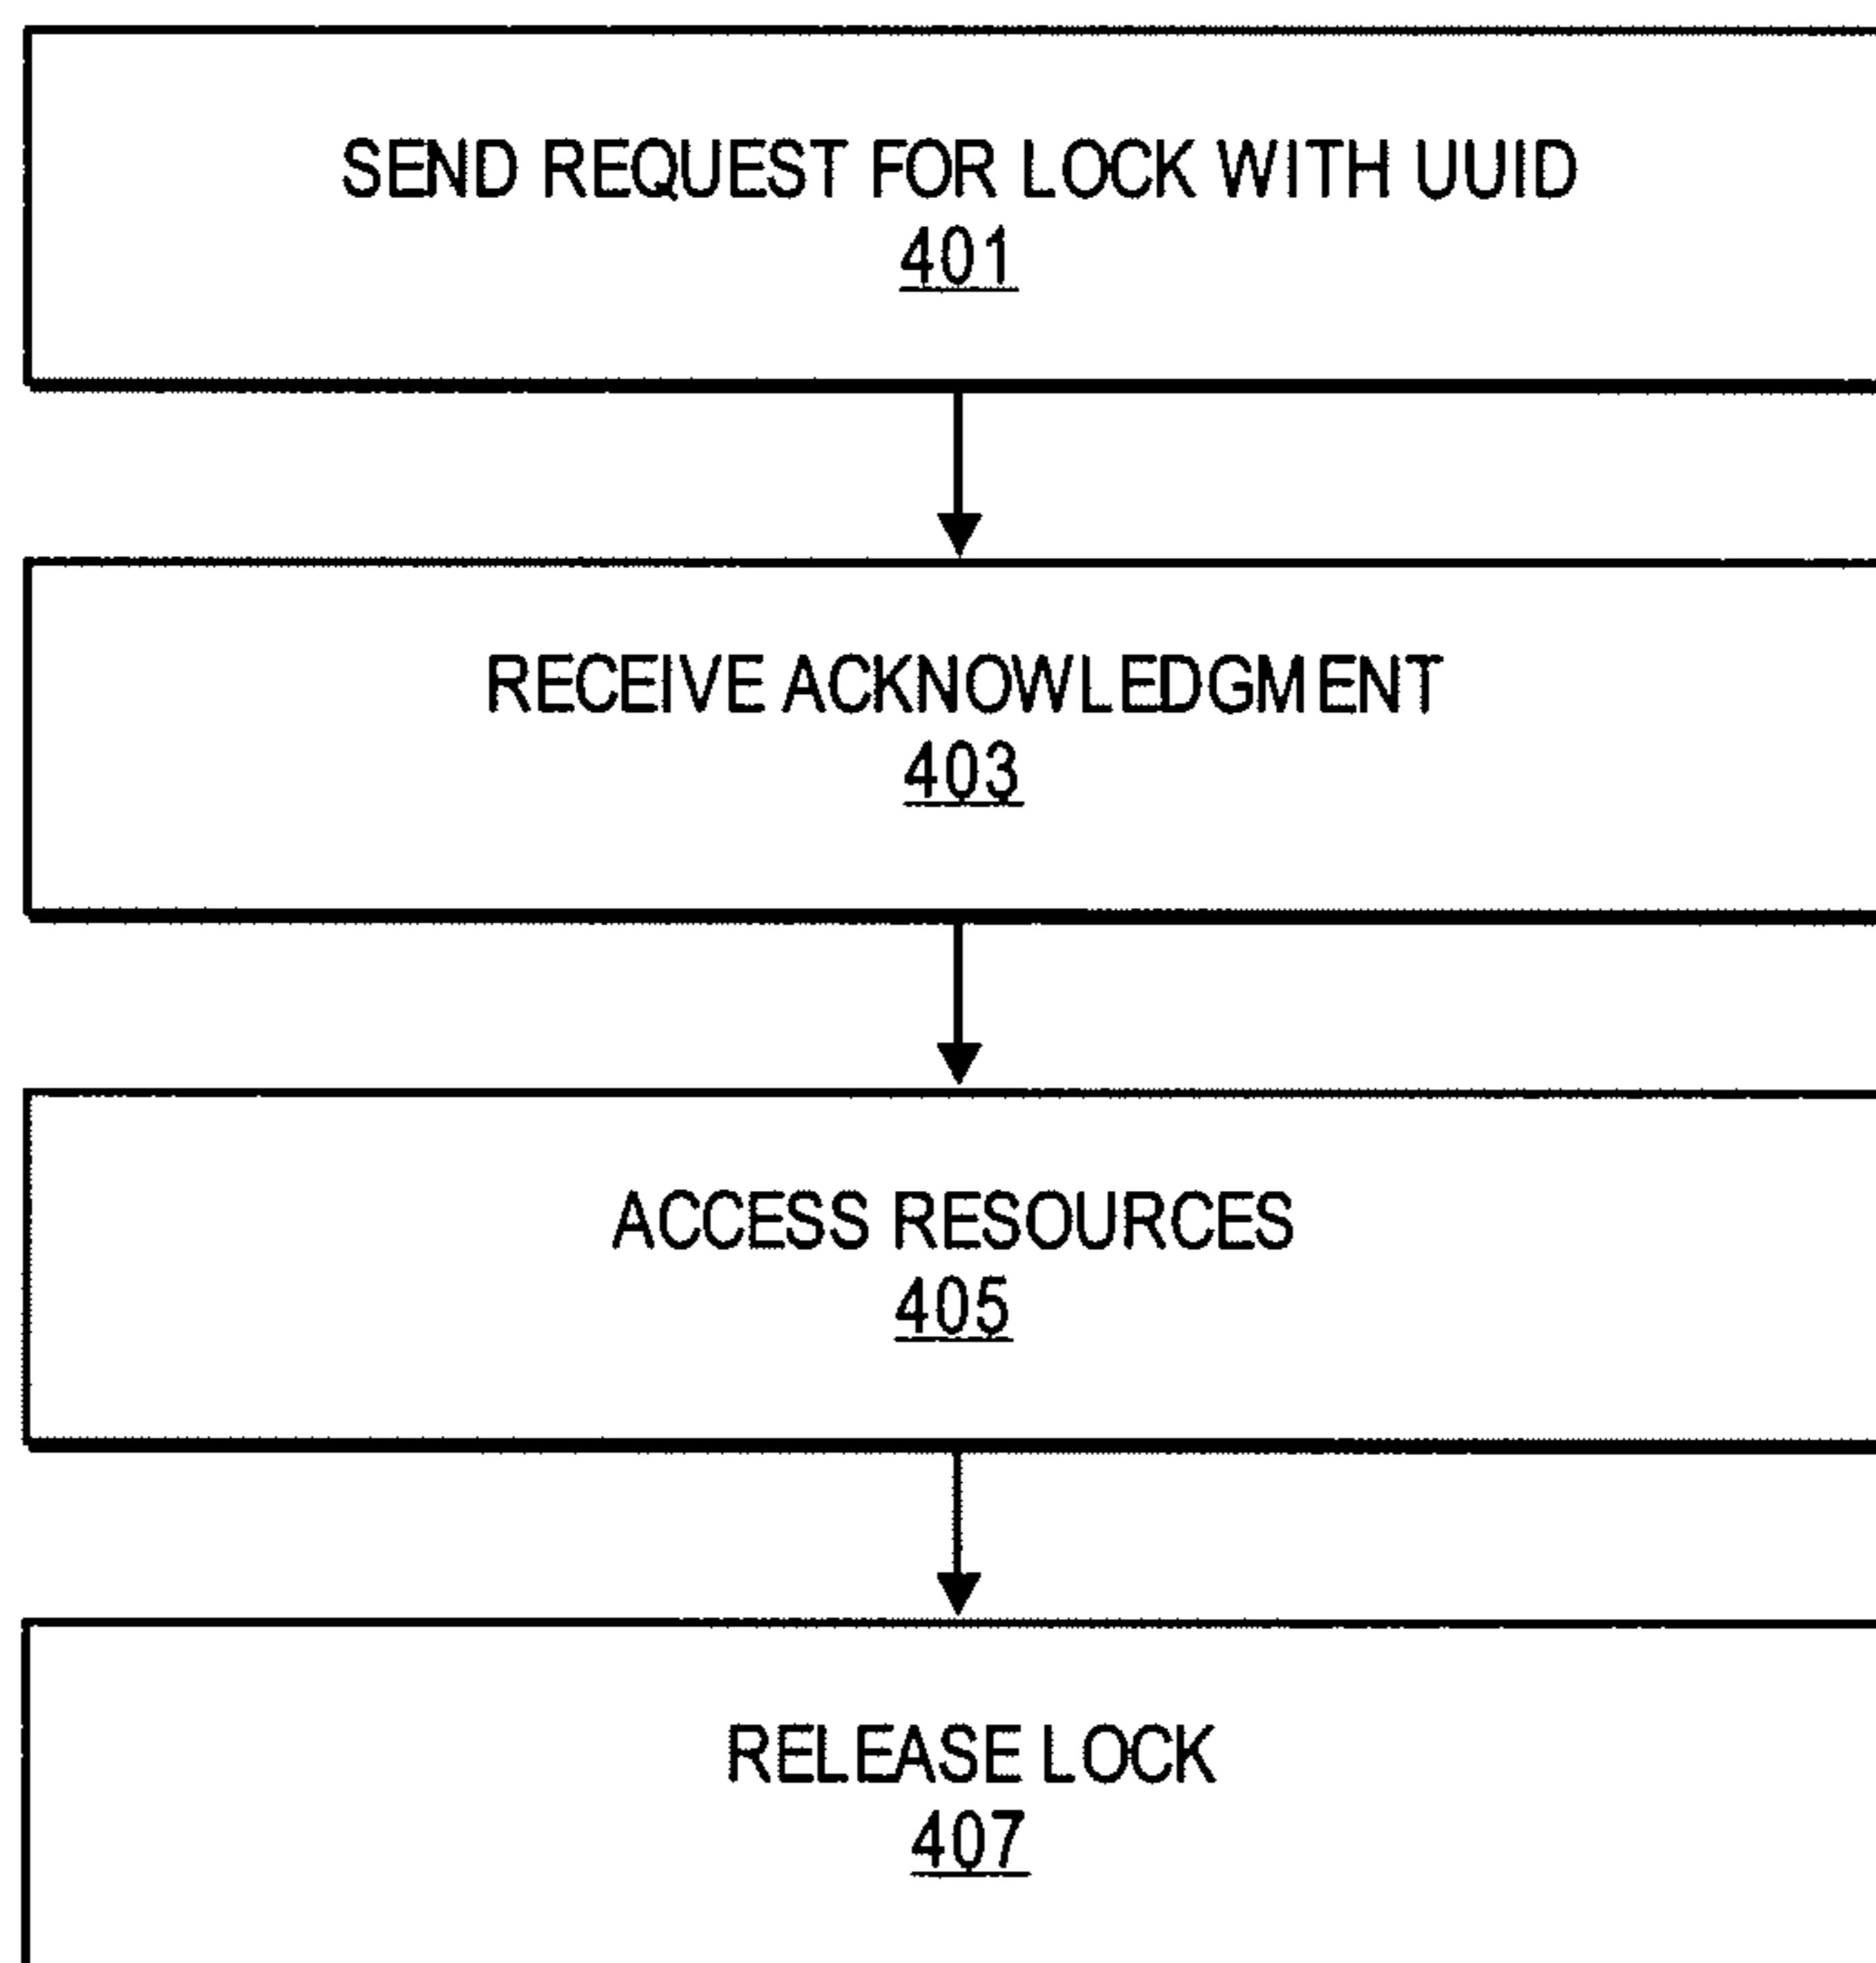 SEND REQUEST FOR LOCK WITH UUID
401
RECEIVE ACKNOWLEDGMENT
403
ACCESS RESOURCES
405
RELEASE LOCK
407